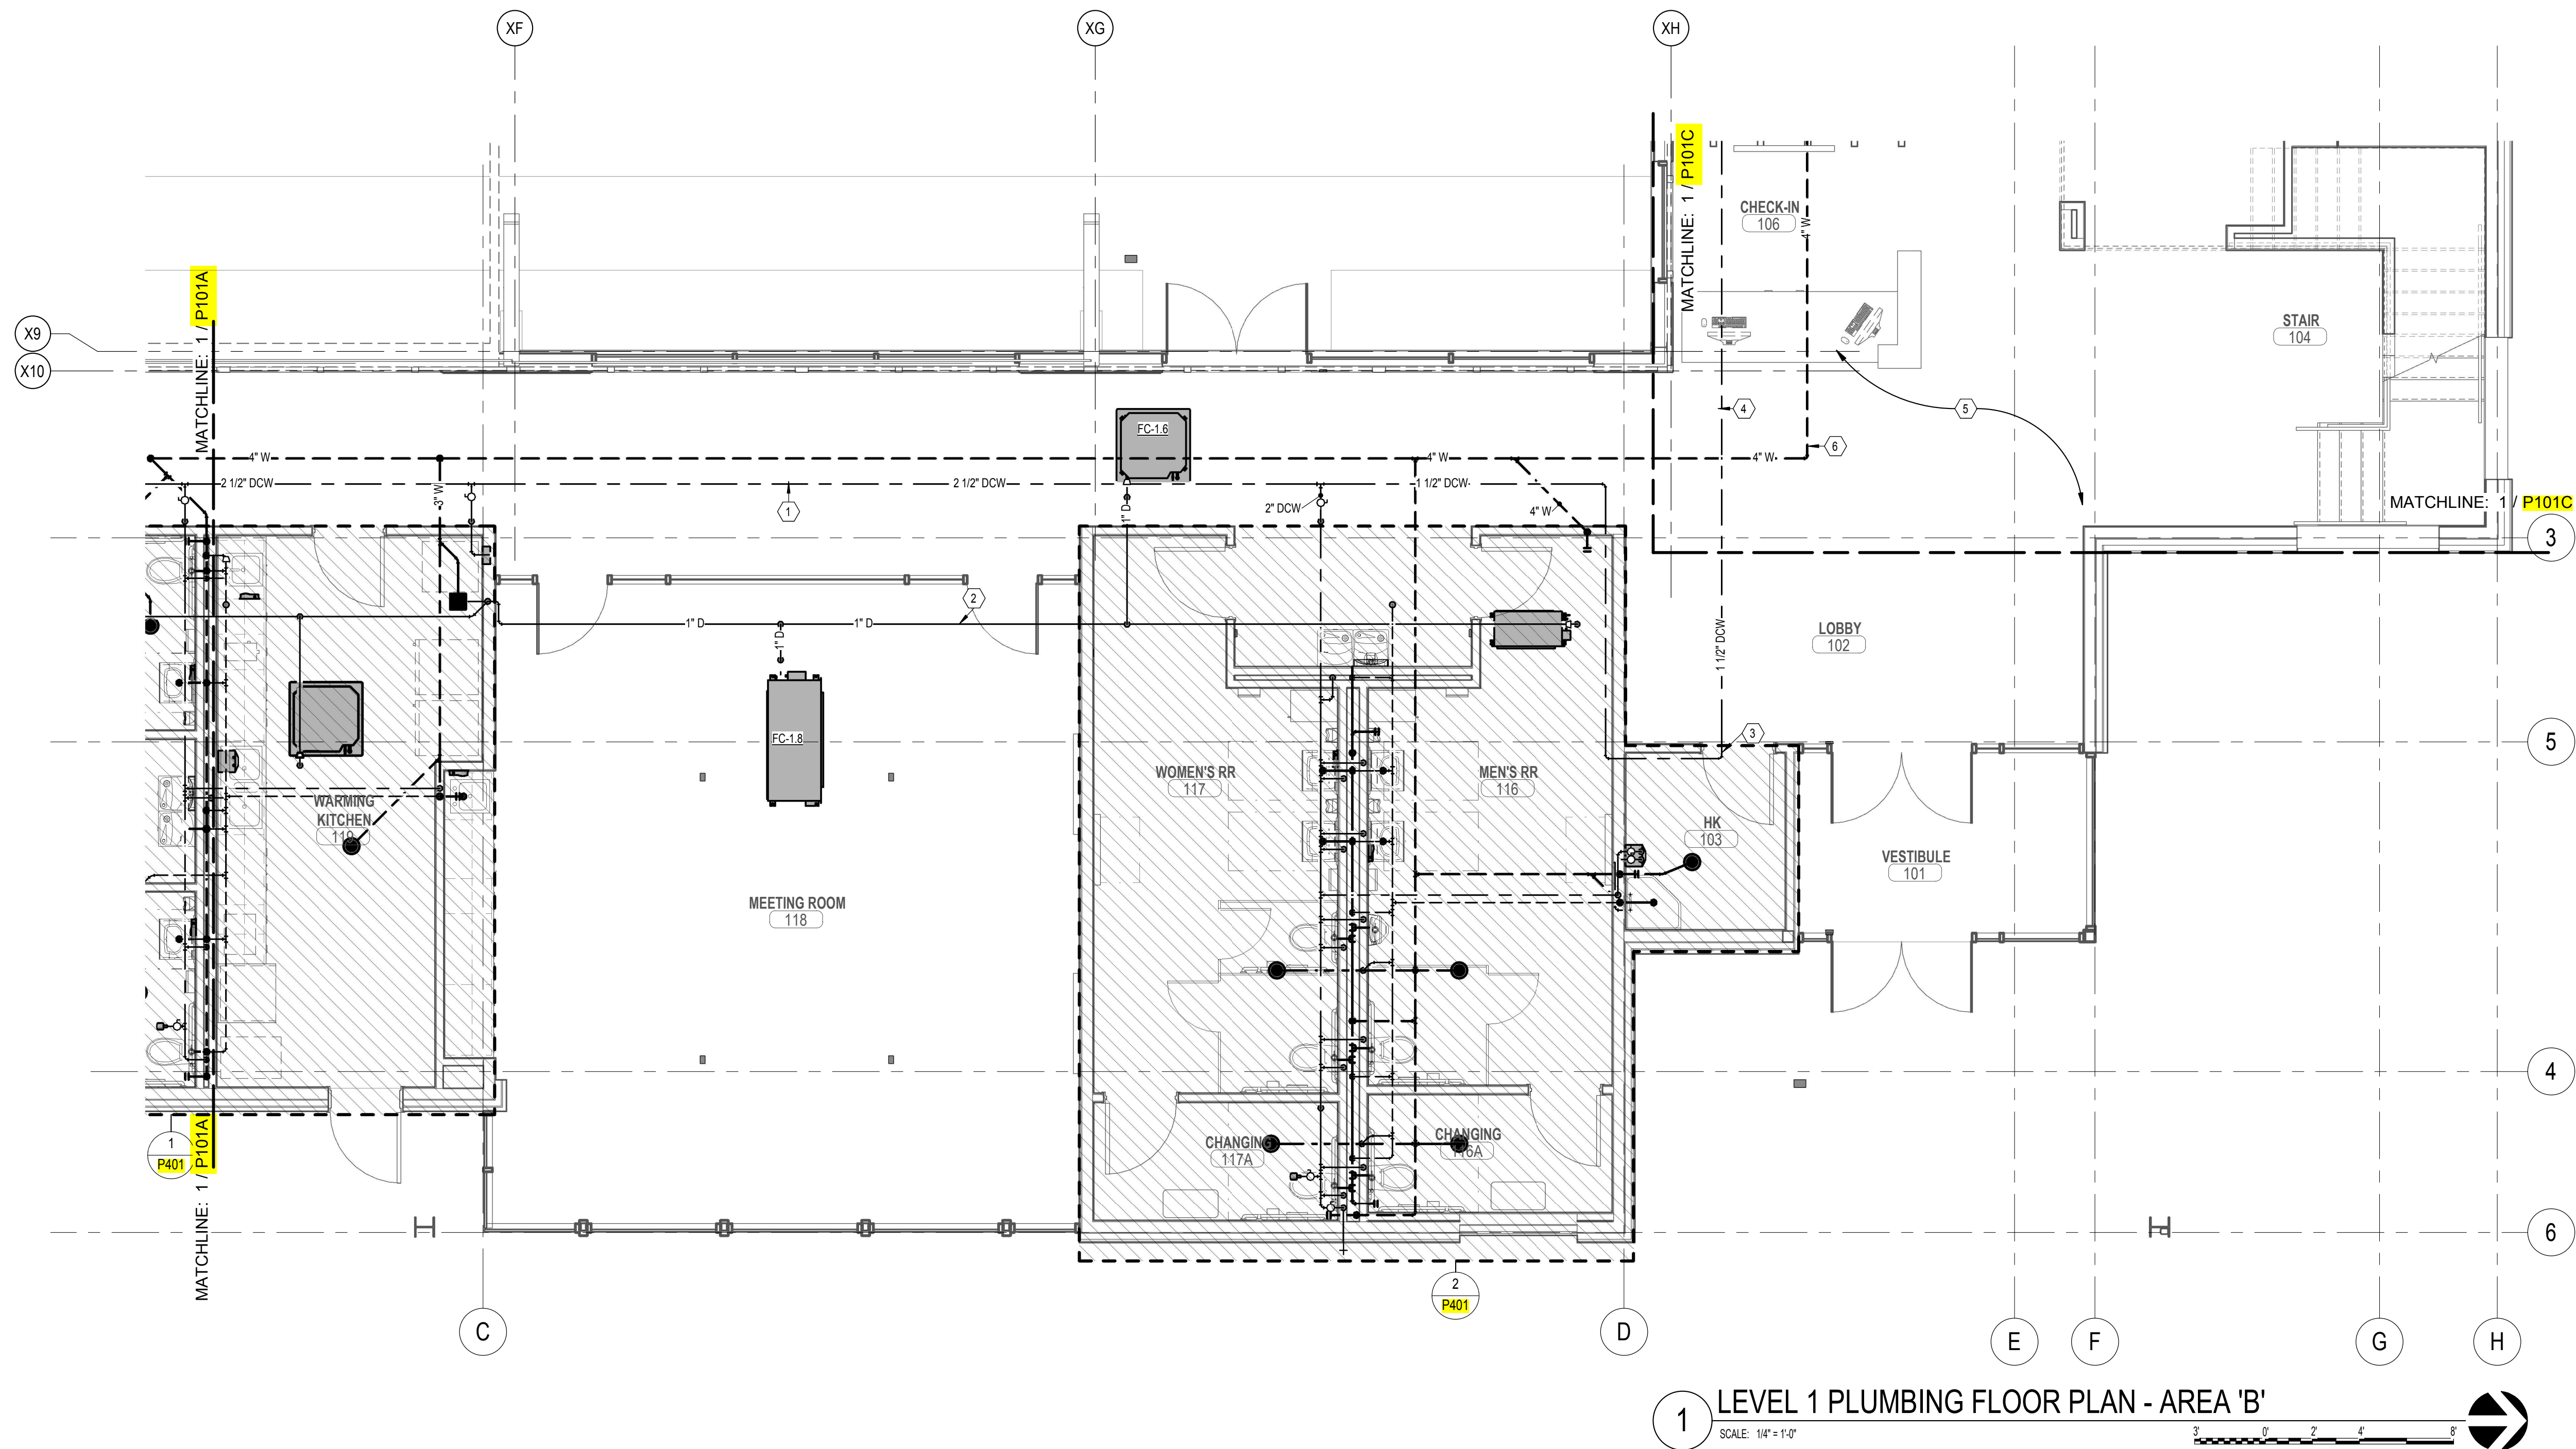 XF
XG
XH
MATCHLINE: 1 / P101C
CHECK-IN
106
4" W
MATCHLINE: 1 / P101A
X9
X10
STAIR
104
4
5
6
FC-1.6
4" W
4" W
4" W
2 1/2" DCW
2 1/2" DCW
1 1/2" DCW
3" W
1
2" DCW
4" W
1" D
MATCHLINE: 1 / P101C
3
2
1" D
1" D
1" D
1 1/2" DCW
LOBBY
102
FC-1.8
3
5
WOMEN'S RR
117
MEN'S RR
116
WARMING
KITCHEN
119
HK
103
VESTIBULE
101
MEETING ROOM
118
4
1
P401
MATCHLINE: 1 / P101A
CHANGING
117A
CHANGING
116A
6
2
P401
C
D
E
F
G
H
1
LEVEL 1 PLUMBING FLOOR PLAN - AREA 'B'
SCALE: 1/4" = 1'-0"
3'
0'
2'
4'
8'